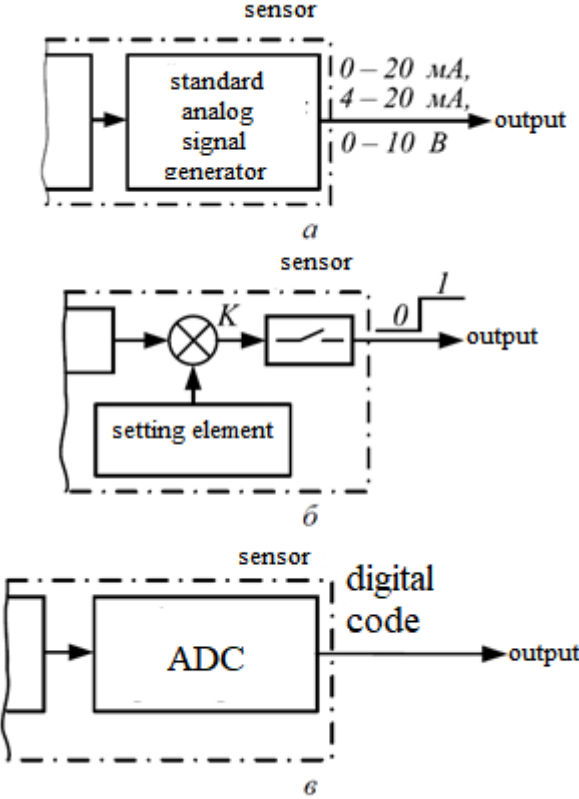 sensor
standard
analog
signal
generator
0 – 20 мА,
4 – 20 мА,
0 – 10 В
output
а
sensor
K
0
1
output
setting element
б
sensor
ADC
digital
code
output
в